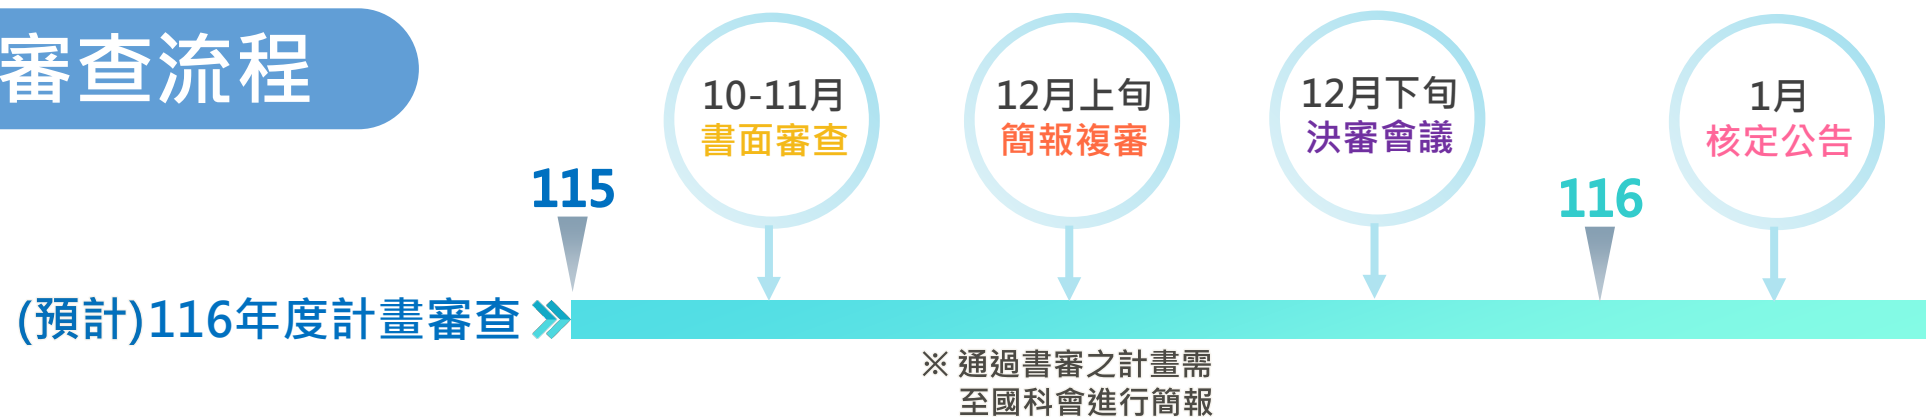 審查流程
10-11月
書面審查
12月上旬
簡報複審
12月下旬
決審會議
1月
核定公告
115
116
(預計)116年度計畫審查
※ 通過書審之計畫需
至國科會進行簡報